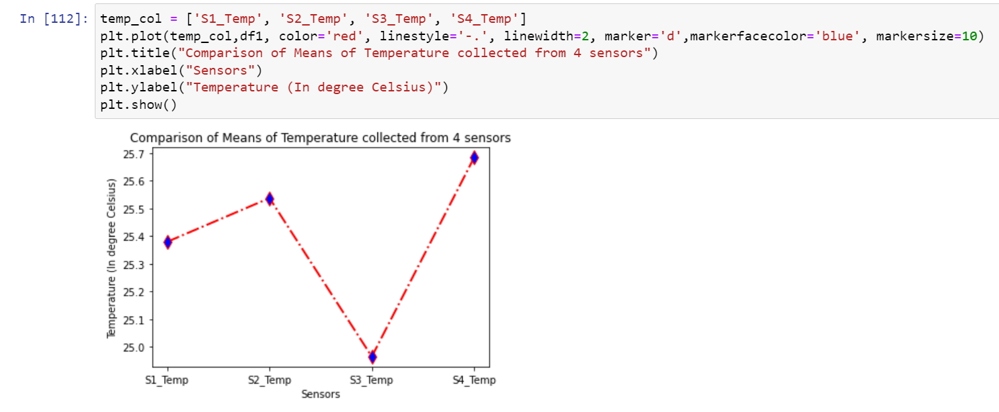 In [112]: temp_col = ['S1_Temp', 'S2_Temp', 'S3_Temp', 'S4_Temp']
plt.plot(temp_col,df1, color='red', linestyle='-.', linewidth=2, marker='d',markerfacecolor='blue', markersize=10)
plt.title("Comparison of Means of Temperature collected from 4 sensors")
plt.xlabel("Sensors")
plt.ylabel("Temperature (In degree Celsius)")
plt.show()
Comparison of Means of Temperature collected from 4 sensors
Temperature (In degree Celsius)
25.7
25.6
25.5
25.4
25.3
25.2
25.1
25.0
S1_Temp S2_Temp S3_Temp S4_Temp
Sensors